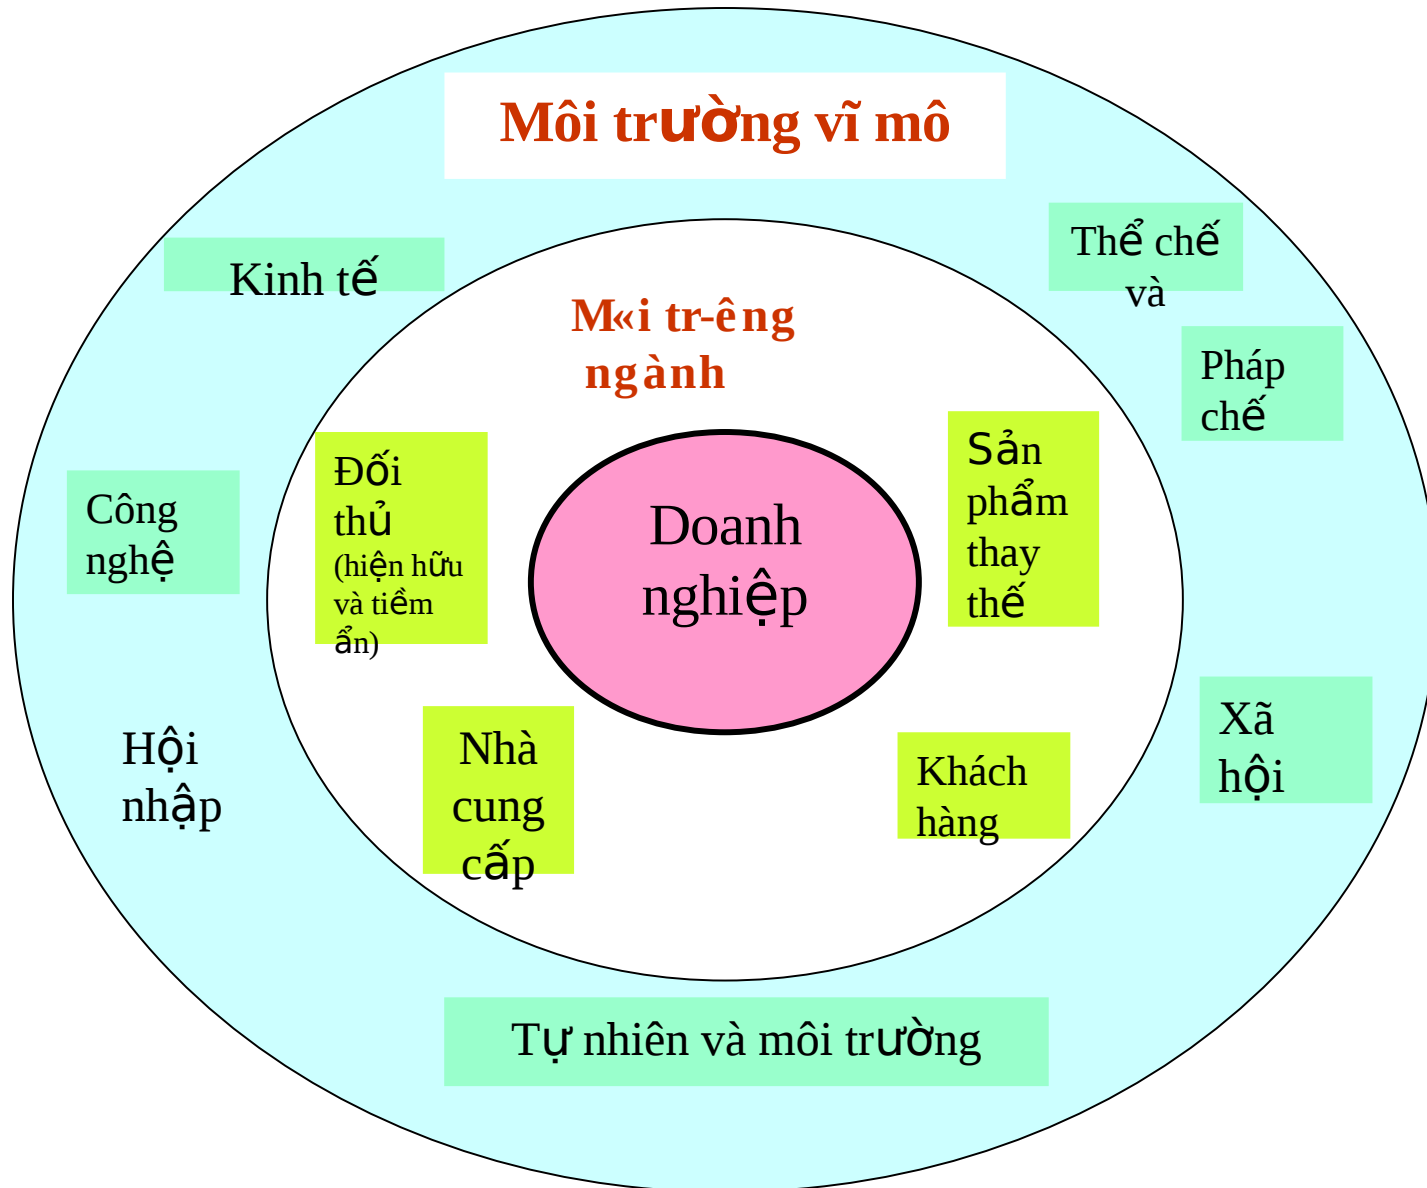 Môi trường vĩ mô
Kinh tế
Thể chế
và
Pháp
chế
M«i tr-êng
ngành
Công
nghệ
Đối
thủ
(hiện hữu
và tiềm
ẩn)
Doanh
nghiệp
Sản
phẩm
thay
thế
Hội
nhập
Nhà
cung
cấp
Khách
hàng
Xã
hội
Tự nhiên và môi trường